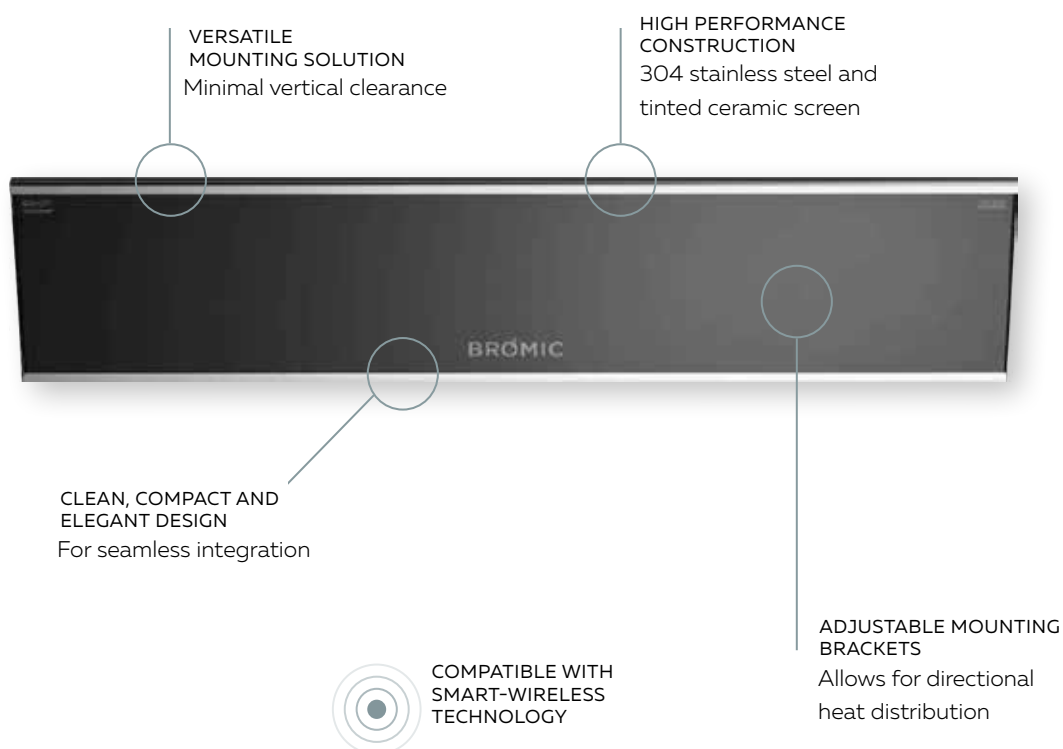 VERSATILE
MOUNTING SOLUTION
Minimal vertical clearance
HIGH PERFORMANCE
CONSTRUCTION
304 stainless steel and
tinted ceramic screen
BROMIC
CLEAN, COMPACT AND
ELEGANT DESIGN
For seamless integration
COMPATIBLE WITH
SMART-WIRELESS
TECHNOLOGY
ADJUSTABLE MOUNTING
BRACKETS
Allows for directional
heat distribution